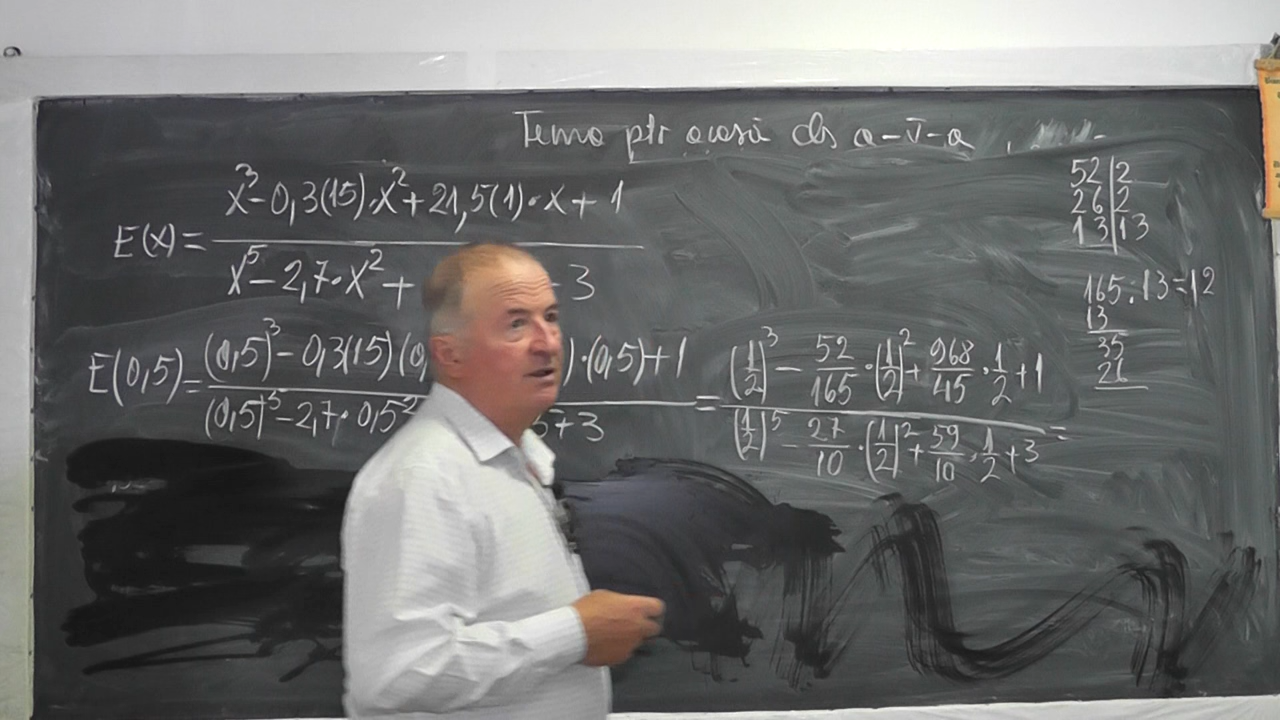 Tema ptr acasă cls a-V-a
E(x) = (x³ - 0,3(15)·x² + 21,5(1)·x + 1) / (x⁵ - 2,7·x² + - 3)
E(0,5) = ((0,5)³ - 0,3(15)(0, )·(0,5) + 1) / ((0,5)⁵ - 2,7·0,5² 5 + 3) = ((1/2)³ - 52/165·(1/2)² + 968/45·1/2 + 1) / ((1/2)⁵ - 27/10·(1/2)² + 59/10·1/2 + 3) =
52|2
26|2
13|13
165:13=12
13
35
26